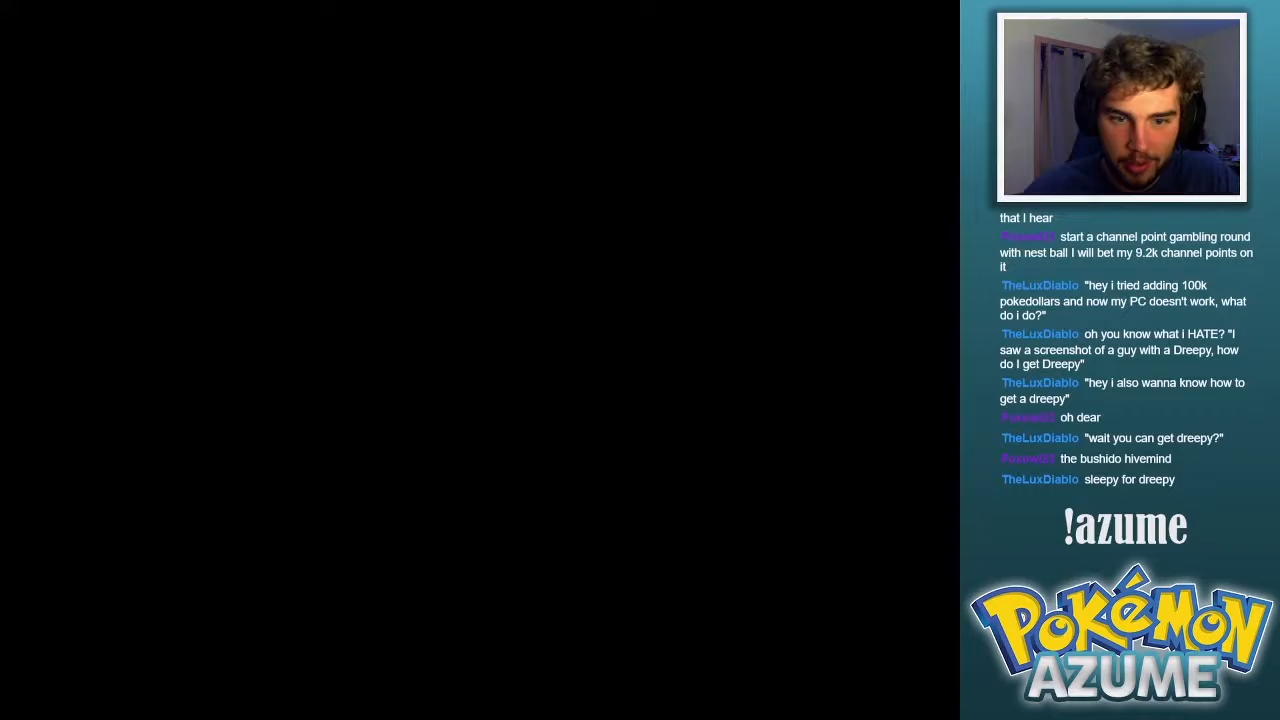 that I hear
start a channel point gambling round
with nest ball I will bet my 9.2k channel points on
it
TheLuxDiablo "hey i tried adding 100k
pokedollars and now my PC doesn't work, what
do i do?"
TheLuxDiablo oh you know what i HATE? "I
saw a screenshot of a guy with a Dreepy, how
do I get Dreepy"
TheLuxDiablo "hey i also wanna know how to
get a dreepy"
oh dear
TheLuxDiablo "wait you can get dreepy?"
the bushido hivemind
TheLuxDiablo sleepy for dreepy
!azume
POKéMON
AZUME